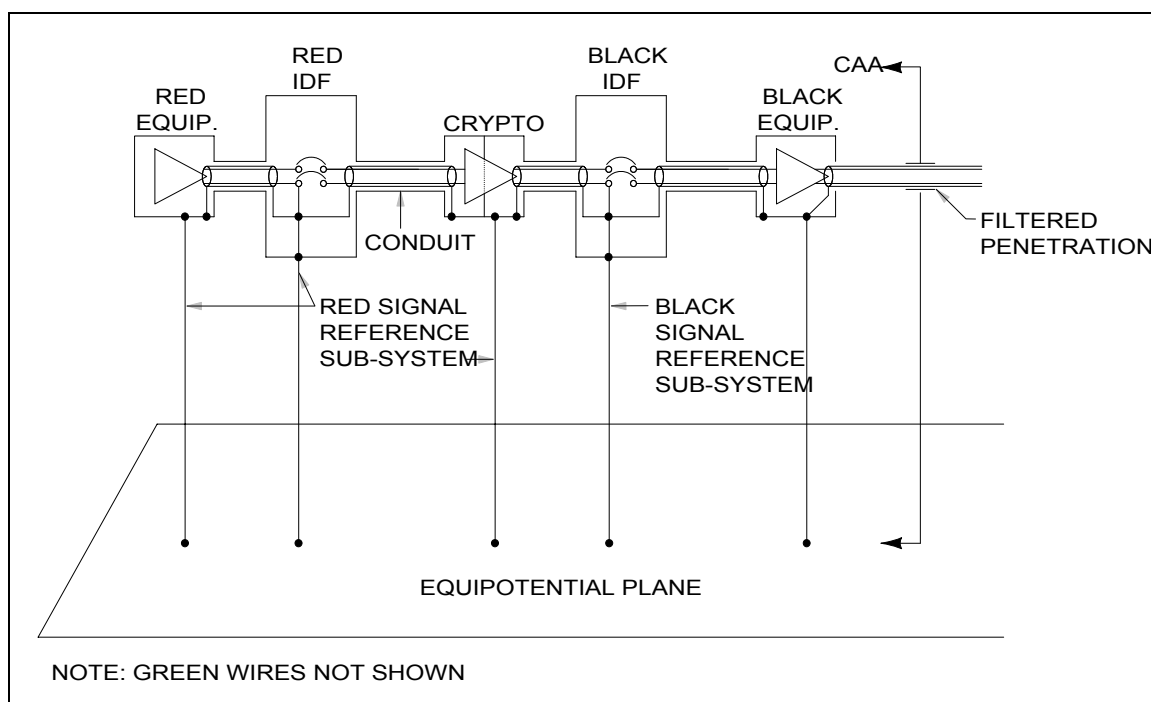 RED
IDF
BLACK
IDF
CAA
RED
EQUIP.
CRYPTO
BLACK
EQUIP.
CONDUIT
FILTERED
PENETRATION
RED SIGNAL
REFERENCE
SUB-SYSTEM
BLACK
SIGNAL
REFERENCE
SUB-SYSTEM
EQUIPOTENTIAL PLANE
NOTE: GREEN WIRES NOT SHOWN